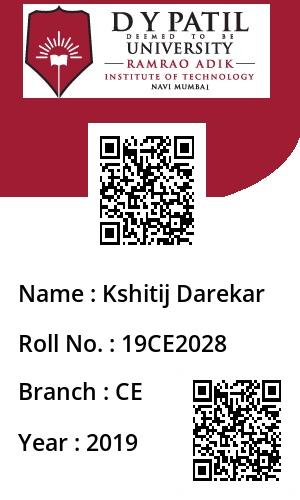 D Y PATIL
DEEMED TO BE
UNIVERSITY
RAMRAO ADIK
INSTITUTE OF TECHNOLOGY
NAVI MUMBAI
Name : Kshitij Darekar
Roll No. : 19CE2028
Branch : CE
Year : 2019